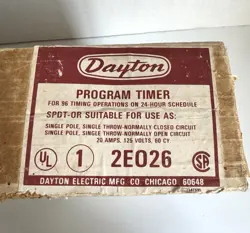 Dayton
PROGRAM TIMER
FOR 96 TIMING OPERATIONS ON 24-HOUR SCHEDULE
SPDT-OR SUITABLE FOR USE AS:
SINGLE POLE, SINGLE THROW-NORMALLY CLOSED CIRCUIT
SINGLE POLE, SINGLE THROW-NORMALLY OPEN CIRCUIT
20 AMPS, 125 VOLTS, 60 CY
UL 1 2E026 SA
DAYTON ELECTRIC MFG CO CHICAGO 60648